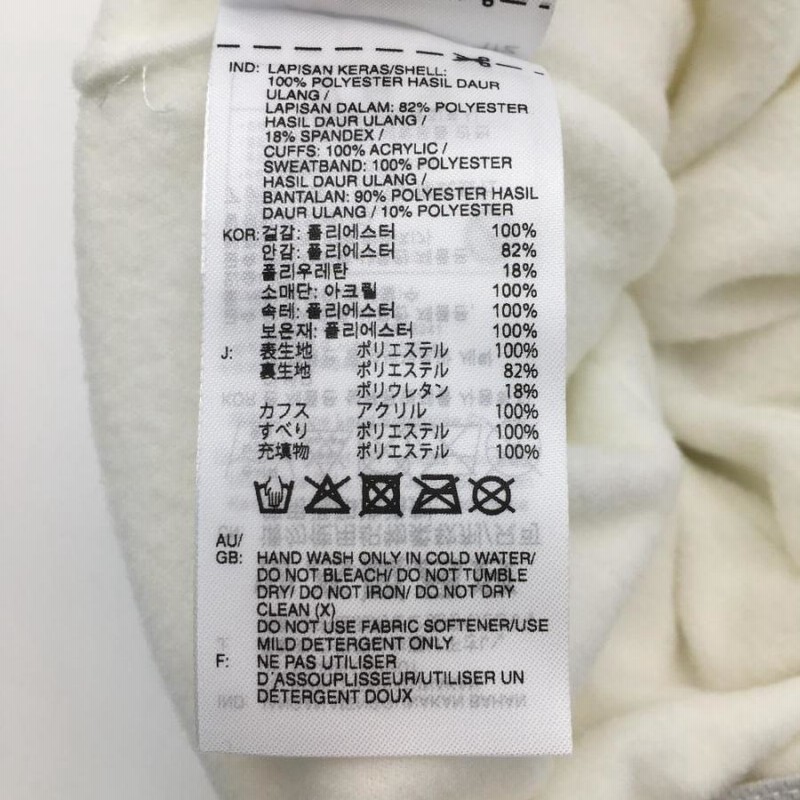 IND: LAPISAN KERAS/SHELL:
100% POLYESTER HASIL DAUR
ULANG /
LAPISAN DALAM: 82% POLYESTER
HASIL DAUR ULANG /
18% SPANDEX /
CUFFS: 100% ACRYLIC /
SWEATBAND: 100% POLYESTER
HASIL DAUR ULANG /
BANTALAN: 90% POLYESTER HASIL
DAUR ULANG / 10% POLYESTER
KOR: 겉감: 폴리에스터 100%
안감: 폴리에스터 82%
폴리우레탄 18%
소매단: 아크릴 100%
속테: 폴리에스터 100%
보온재: 폴리에스터 100%
J: 表生地 ポリエステル 100%
裏生地 ポリエステル 82%
ポリウレタン 18%
カフス アクリル 100%
すべり ポリエステル 100%
充填物 ポリエステル 100%
AU/
GB: HAND WASH ONLY IN COLD WATER/
DO NOT BLEACH/ DO NOT TUMBLE
DRY/ DO NOT IRON/ DO NOT DRY
CLEAN (X)
DO NOT USE FABRIC SOFTENER/USE
MILD DETERGENT ONLY
F: NE PAS UTILISER
D'ASSOUPLISSEUR/UTILISER UN
DÉTERGENT DOUX